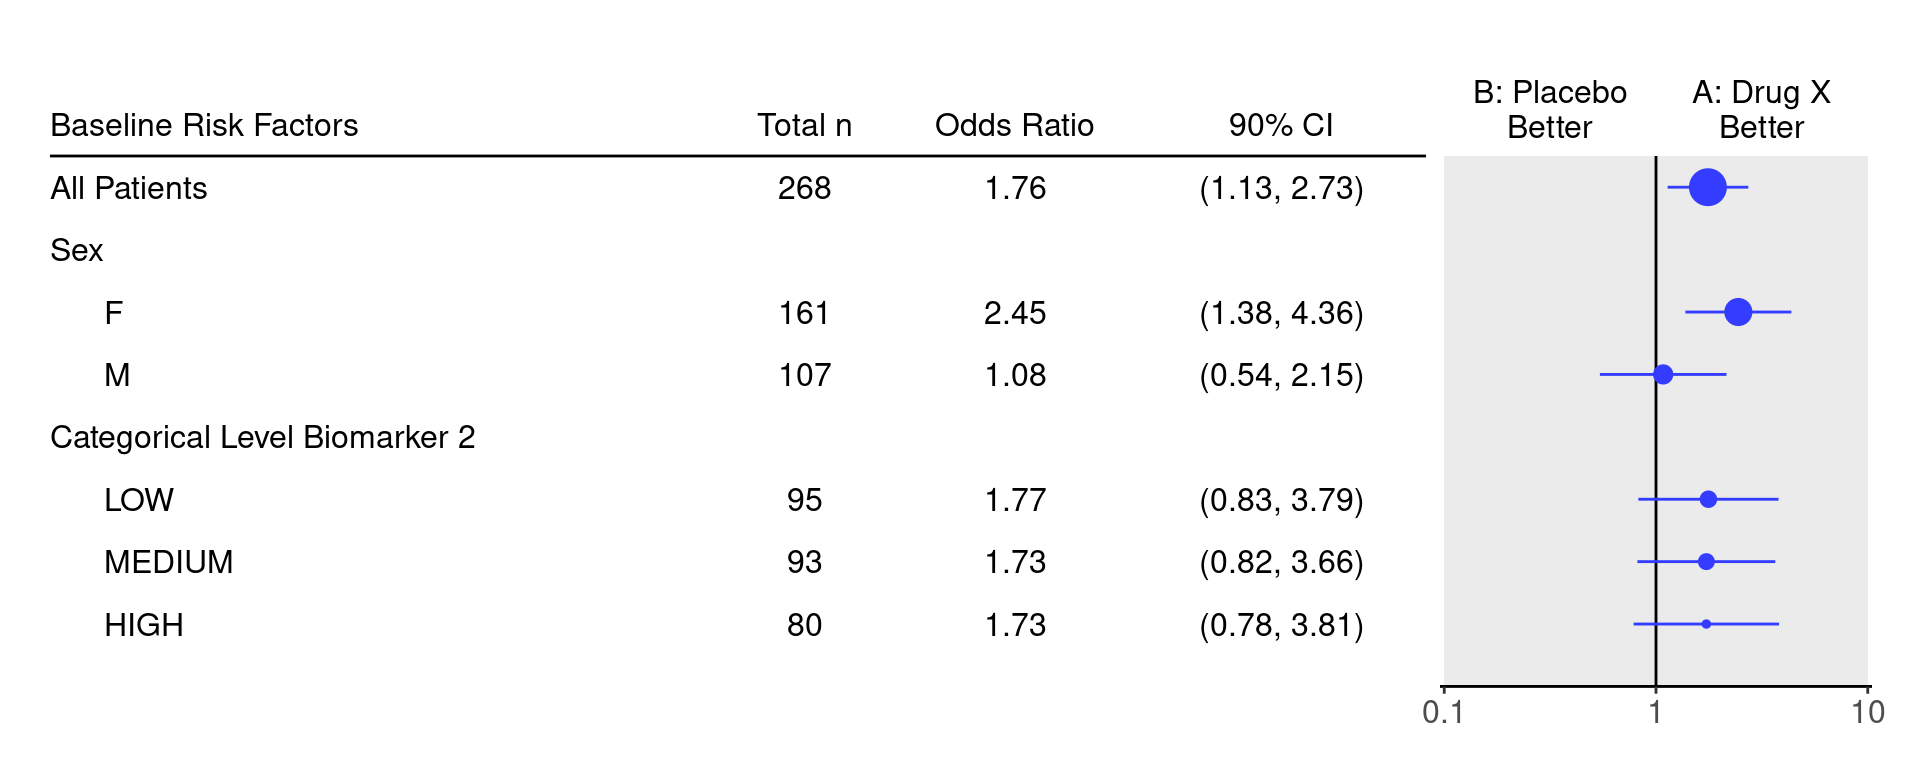 B: Placebo Better A: Drug X Better
Baseline Risk Factors Total n Odds Ratio 90% CI
All Patients 268 1.76 (1.13, 2.73)
Sex
F 161 2.45 (1.38, 4.36)
M 107 1.08 (0.54, 2.15)
Categorical Level Biomarker 2
LOW 95 1.77 (0.83, 3.79)
MEDIUM 93 1.73 (0.82, 3.66)
HIGH 80 1.73 (0.78, 3.81)
0.1 1 10